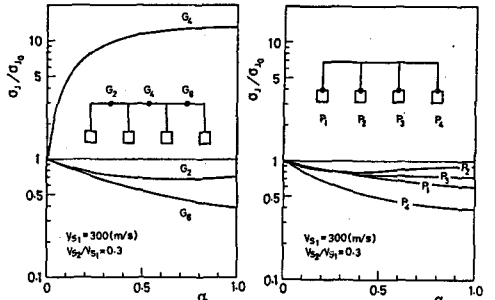 σJ/σJ0
10
5
1
0.5
0.1
0
0.5
1.0
α
G4
G2 G4 G6
G2
G6
VS1=300(m/s)
VS2/VS1=0.3
σJ/σJ0
10
5
1
0.5
0.1
0
0.5
1.0
α
P1 P2 P3 P4
P2
P3
P1
P4
VS1=300(m/s)
VS2/VS1=0.3